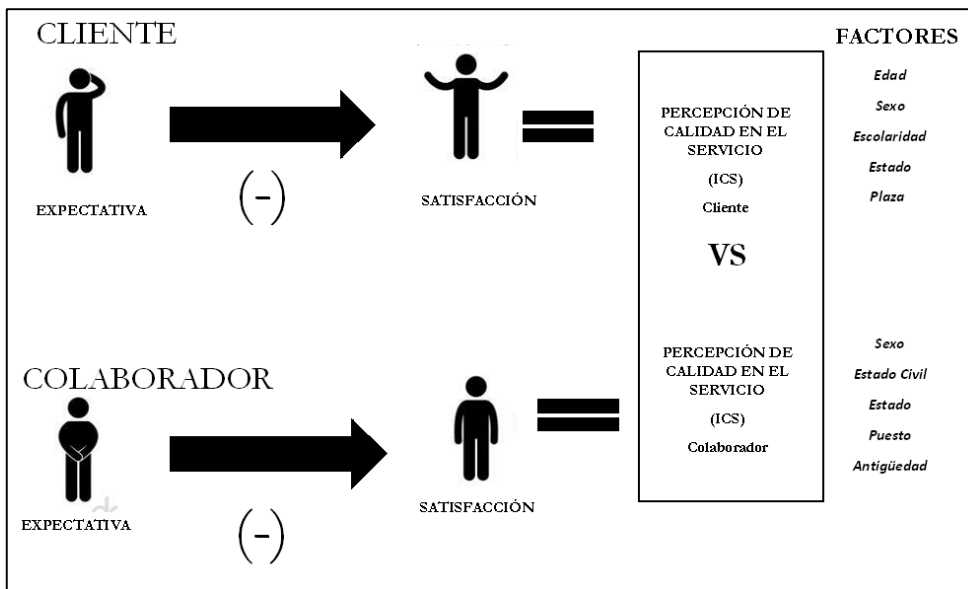 CLIENTE
EXPECTATIVA
(-)
SATISFACCIÓN
=
PERCEPCIÓN DE
CALIDAD EN EL
SERVICIO
(ICS)
Cliente
VS
PERCEPCIÓN DE
CALIDAD EN EL
SERVICIO
(ICS)
Colaborador
FACTORES
Edad
Sexo
Escolaridad
Estado
Plaza
COLABORADOR
EXPECTATIVA
(-)
SATISFACCIÓN
=
Sexo
Estado Civil
Estado
Puesto
Antigüedad